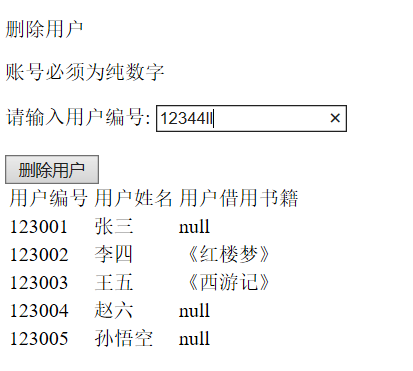 删除用户
账号必须为纯数字
请输入用户编号: 12344ll ×
删除用户
用户编号 用户姓名 用户借用书籍
123001 张三 null
123002 李四 《红楼梦》
123003 王五 《西游记》
123004 赵六 null
123005 孙悟空 null